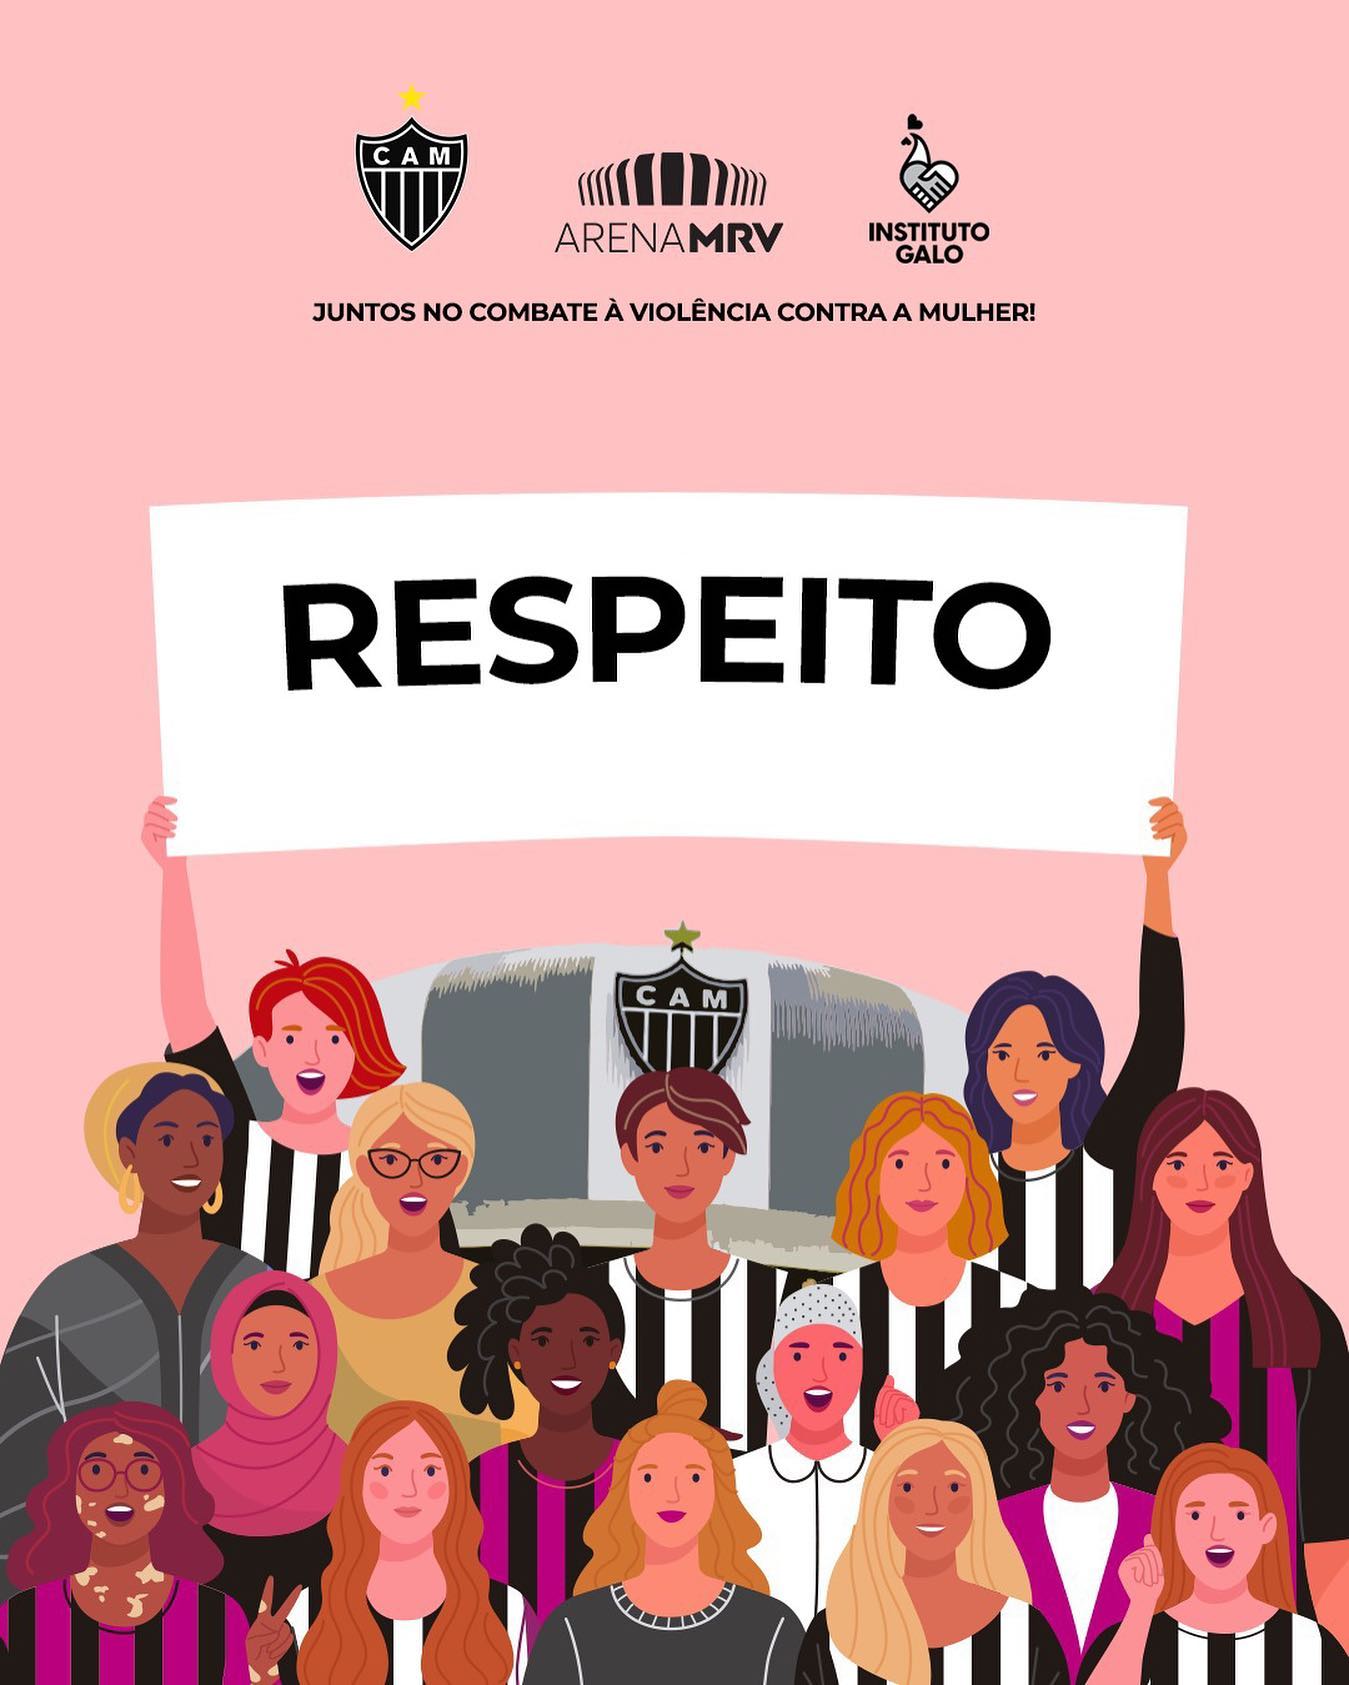 CAM
ARENAMRV
INSTITUTO
GALO
JUNTOS NO COMBATE À VIOLÊNCIA CONTRA A MULHER!
RESPEITO
CAM